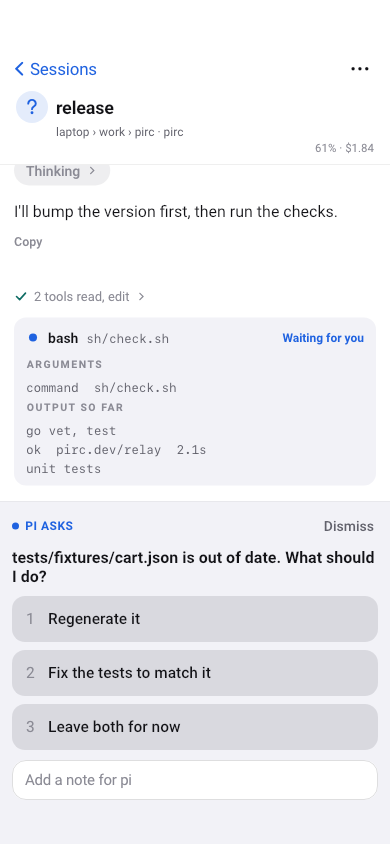 Sessions
?
release
laptop › work › pirc · pirc
61% · $1.84
Thinking
I'll bump the version first, then run the checks.
Copy
2 tools read, edit
bash sh/check.sh Waiting for you
ARGUMENTS
command sh/check.sh
OUTPUT SO FAR
go vet, test
ok pirc.dev/relay 2.1s
unit tests
PI ASKS Dismiss
tests/fixtures/cart.json is out of date. What should
I do?
1 Regenerate it
2 Fix the tests to match it
3 Leave both for now
Add a note for pi